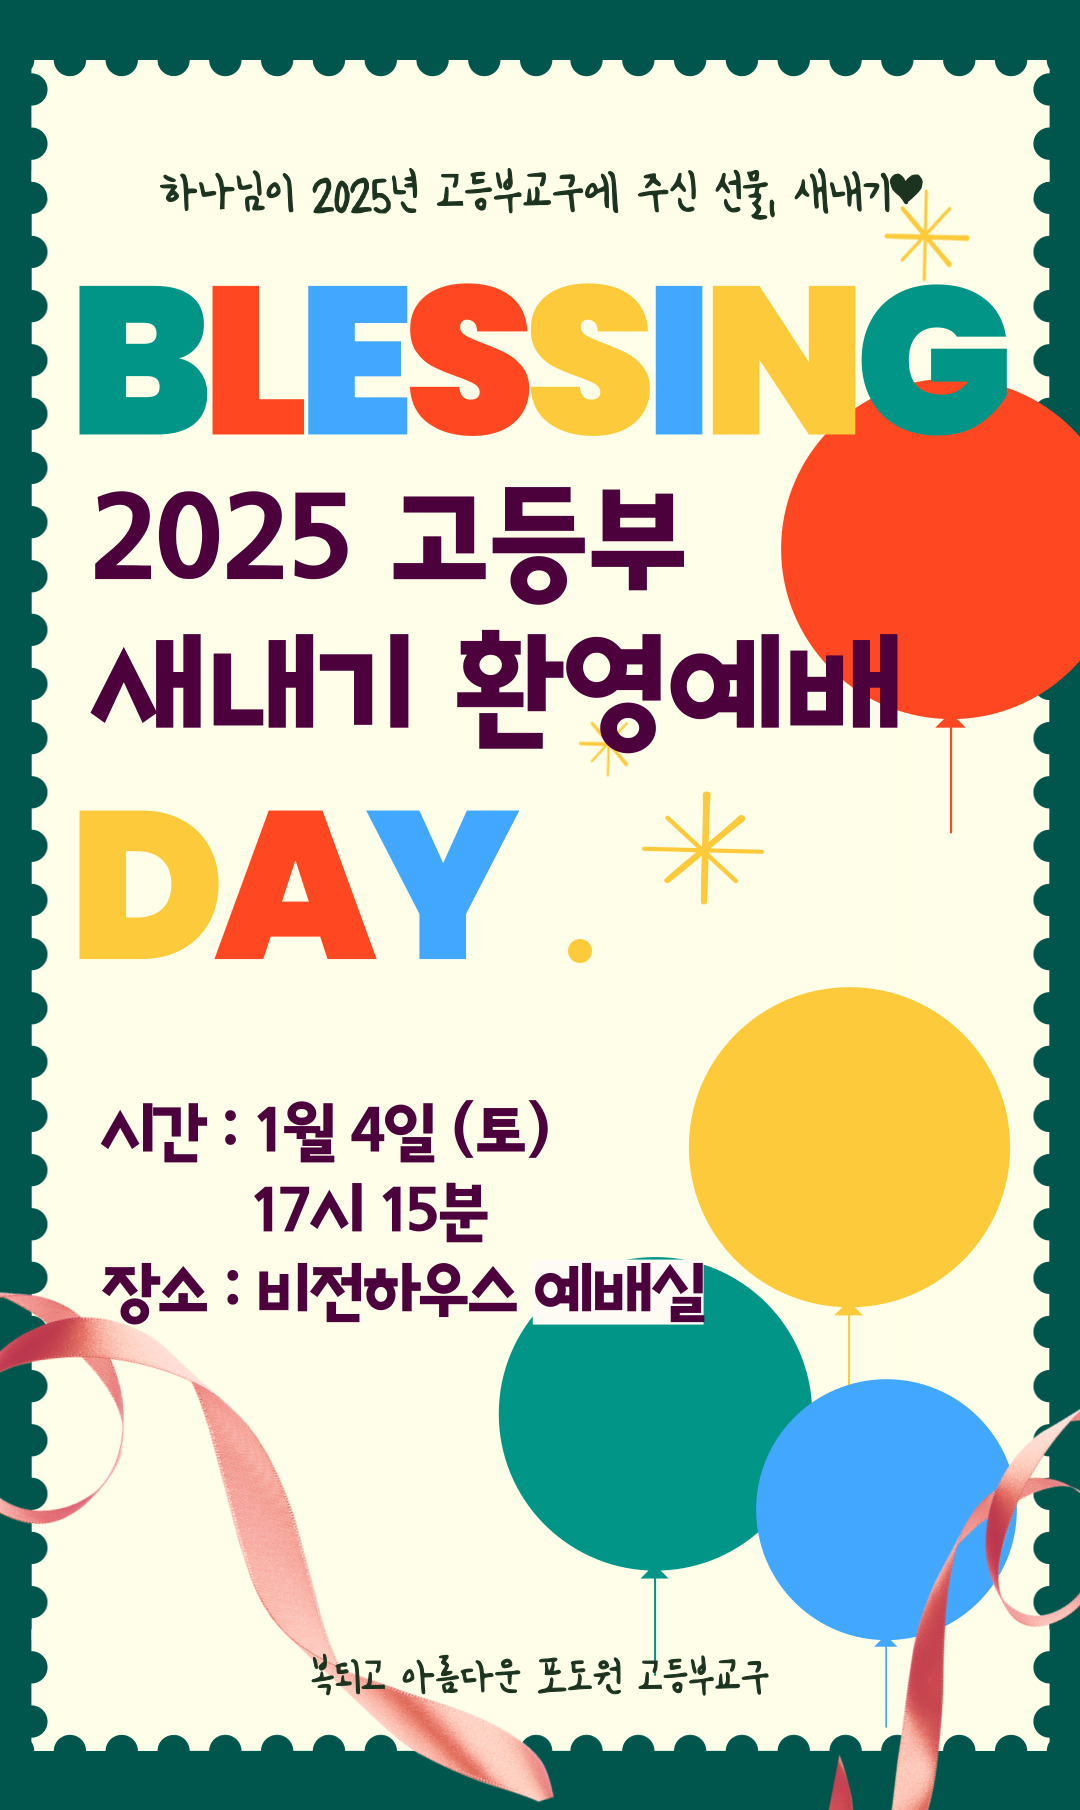 하나님이 2025년 고등부교구에 주신 선물, 새내기♥
BLESSING
2025 고등부
새내기 환영예배
DAY .
시간 : 1월 4일 (토)
17시 15분
장소 : 비전하우스 예배실
복되고 아름다운 포도원 고등부교구